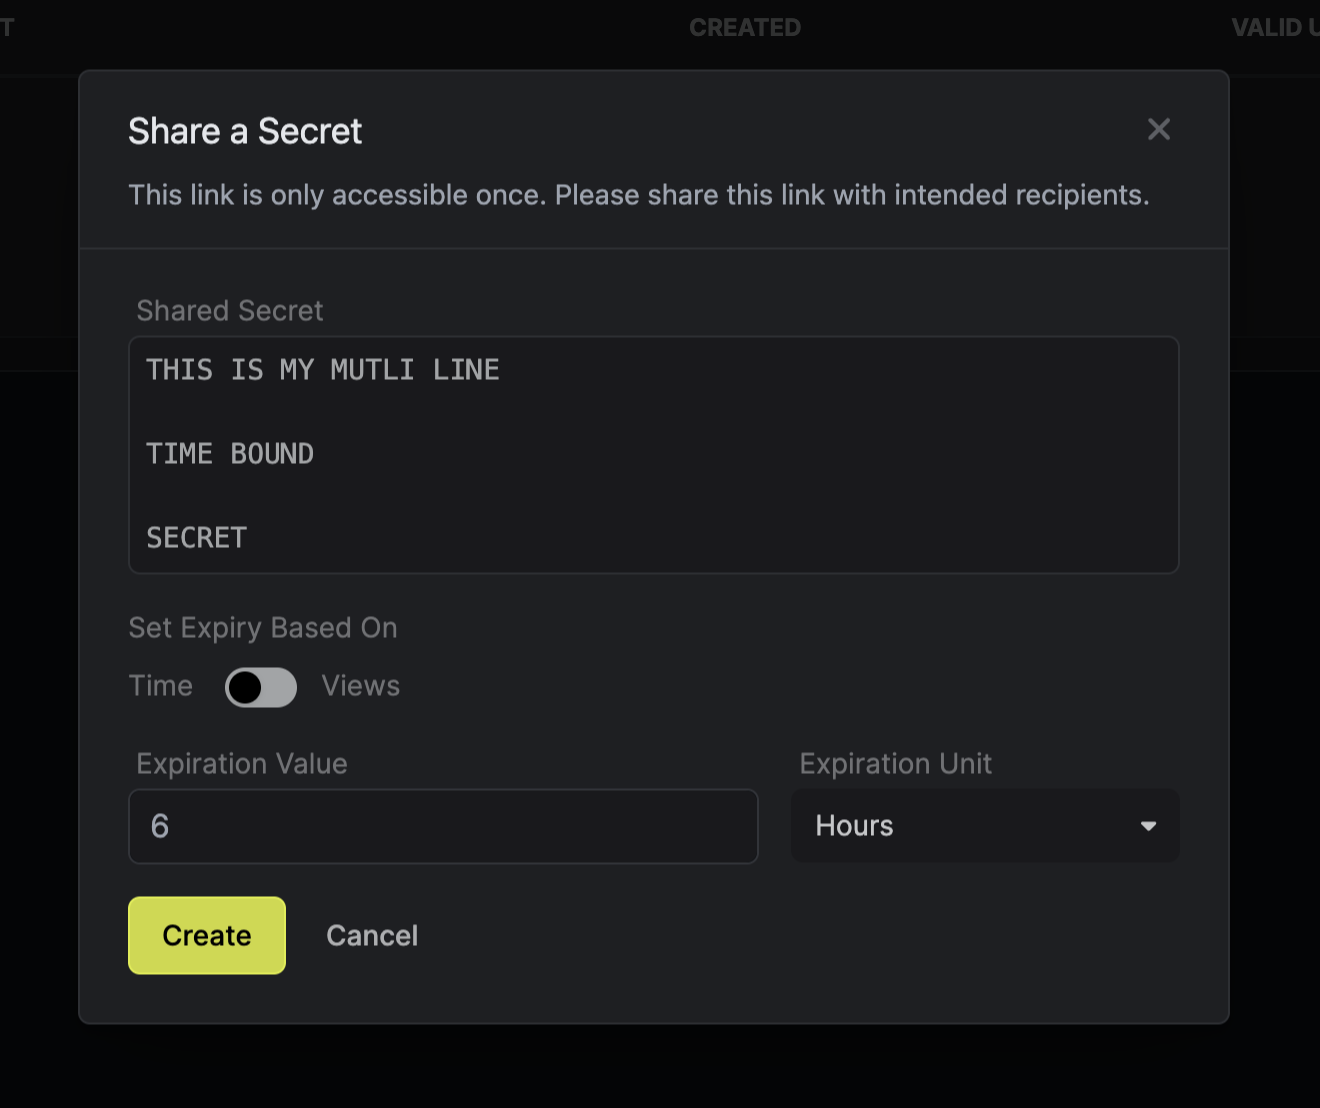 T CREATED VALID U
Share a Secret
This link is only accessible once. Please share this link with intended recipients.
Shared Secret
THIS IS MY MUTLI LINE
TIME BOUND
SECRET
Set Expiry Based On
Time Views
Expiration Value Expiration Unit
6 Hours
Create Cancel